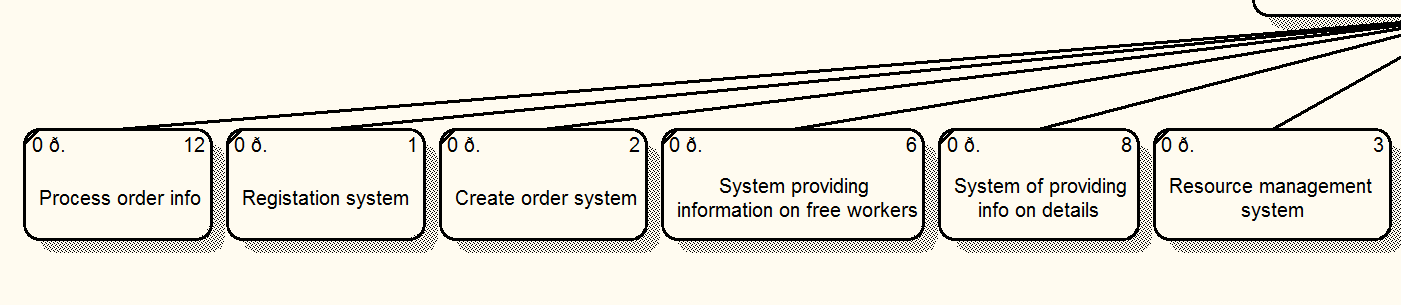 0 ð. 12
Process order info
0 ð. 1
Registation system
0 ð. 2
Create order system
0 ð. 6
System providing
information on free workers
0 ð. 8
System of providing
info on details
0 ð. 3
Resource management
system